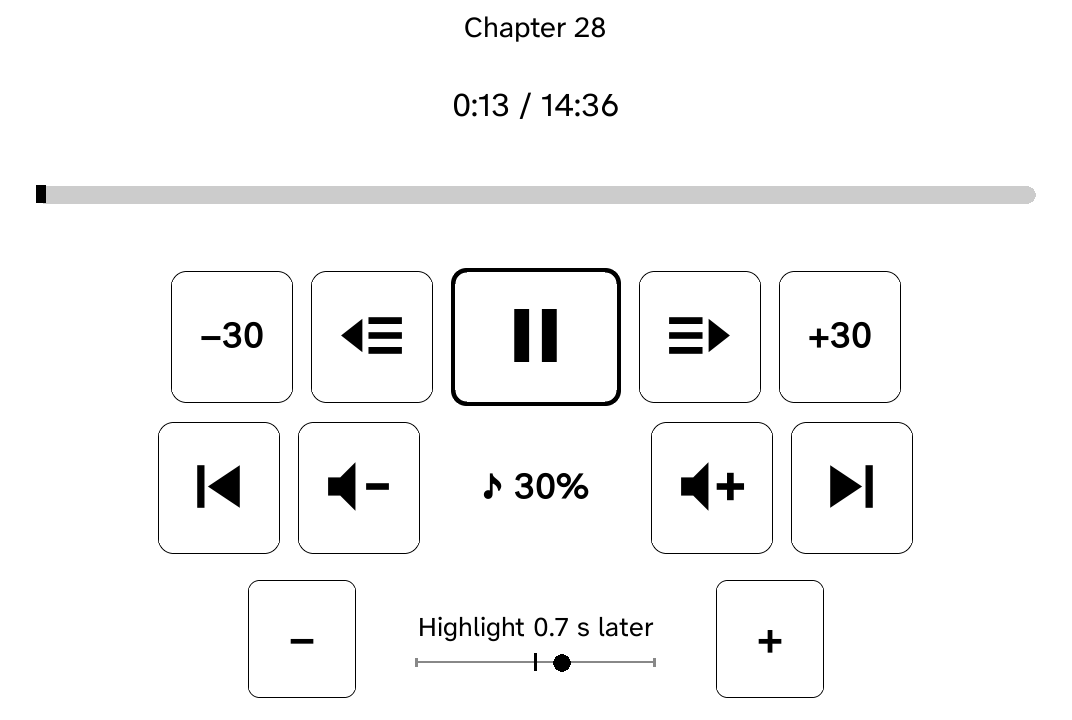 Chapter 28
0:13 / 14:36
–30
+30
♪ 30%
Highlight 0.7 s later
–
+